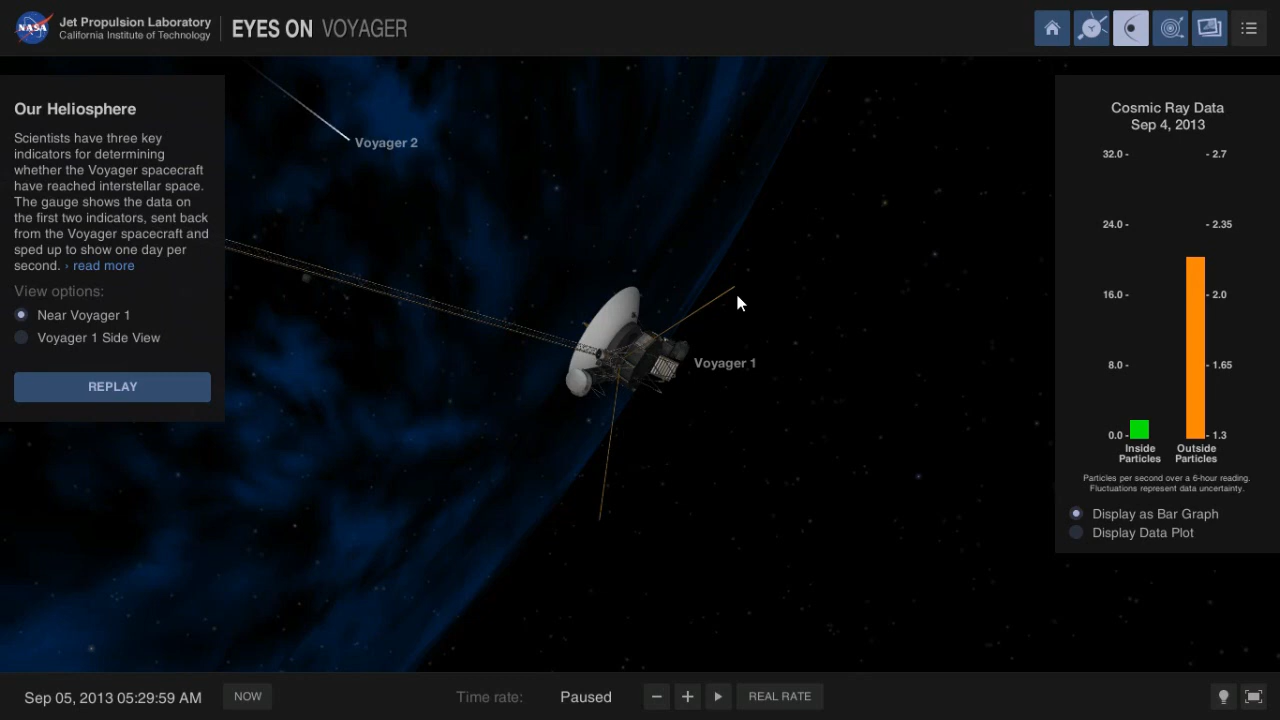 NASA
Jet Propulsion Laboratory
California Institute of Technology
EYES ON VOYAGER
Our Heliosphere
Scientists have three key
indicators for determining
whether the Voyager spacecraft
have reached interstellar space.
The gauge shows the data on
the first two indicators, sent back
from the Voyager spacecraft and
sped up to show one day per
second. › read more
View options:
Near Voyager 1
Voyager 1 Side View
REPLAY
Voyager 2
Voyager 1
Cosmic Ray Data
Sep 4, 2013
32.0 - - 2.7
24.0 - - 2.35
16.0 - - 2.0
8.0 - - 1.65
0.0 - - 1.3
Inside Outside
Particles Particles
Particles per second over a 6-hour reading.
Fluctuations represent data uncertainty.
Display as Bar Graph
Display Data Plot
Sep 05, 2013 05:29:59 AM NOW Time rate: Paused − + REAL RATE